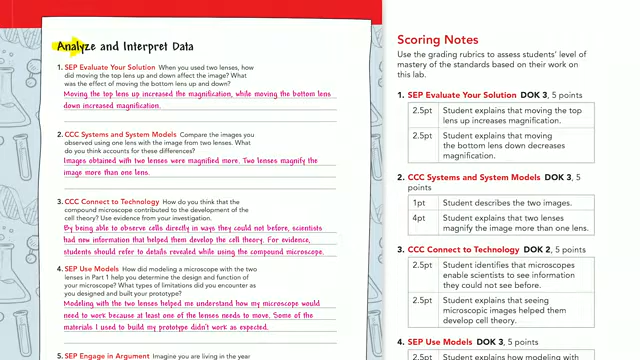 Analyze and Interpret Data
1. SEP Evaluate Your Solution When you used two lenses, how
did moving the top lens up and down affect the image? What
was the effect of moving the bottom lens up and down?
Moving the top lens up increased the magnification, while moving the bottom lens
down increased magnification.
2. CCC Systems and System Models Compare the images you
observed using one lens with the image from two lenses. What
do you think accounts for these differences?
Images obtained with two lenses were magnified more. Two lenses magnify the
image more than one lens.
3. CCC Connect to Technology How do you think that the
compound microscope contributed to the development of the
cell theory? Use evidence from your investigation.
By being able to observe cells directly in ways they could not before, scientists
had new information that helped them develop the cell theory. For evidence,
students should refer to details revealed while using the compound microscope.
4. SEP Use Models How did modeling a microscope with the two
lenses in Part 1 help you determine the design and function of
your microscope? What types of limitations did you encounter as
you designed and built your prototype?
Modeling with the two lenses helped me understand how my microscope would
need to work because at least one of the lenses needs to move. Some of the
materials I used to build my prototype didn't work as expected.
5. SEP Engage in Argument Imagine you are living in the year
Scoring Notes
Use the grading rubrics to assess students' level of
mastery of the standards based on their work on
this lab.
1. SEP Evaluate Your Solution DOK 3, 5 points
2.5pt Student explains that moving the top
lens up increases magnification.
2.5pt Student explains that moving
the bottom lens down decreases
magnification.
2. CCC Systems and System Models DOK 3, 5
points
1pt Student describes the two images.
4pt Student explains that two lenses
magnify the image more than one lens.
3. CCC Connect to Technology DOK 2, 5 points
2.5pt Student identifies that microscopes
enable scientists to see information
they could not see before.
2.5pt Student explains that seeing
microscopic images helped them
develop cell theory.
4. SEP Use Models DOK 3, 5 points
2.5pt Student explains how modeling with